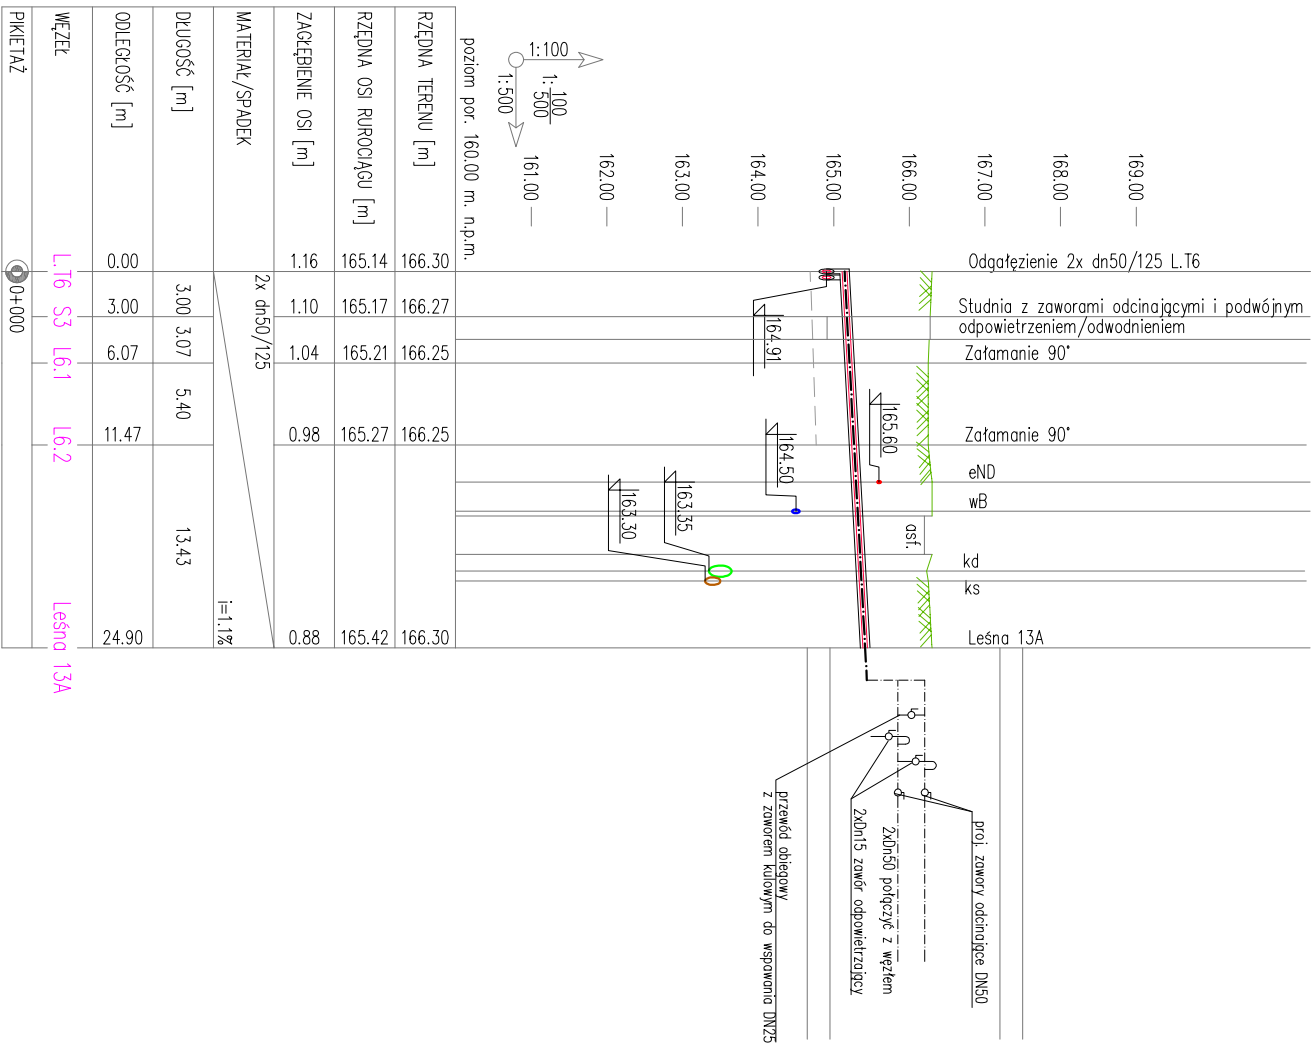 poziom por. 160.00 m. n.p.m.
1:100
1: 100
500
1:500
161.00
162.00
163.00
164.00
165.00
166.00
167.00
168.00
169.00
Odgałęzienie 2x dn50/125 L.T6
Studnia z zaworami odcinającymi i podwójnym
odpowietrzeniem/odwodnieniem
Załamanie 90°
Załamanie 90°
eND
wB
asf.
kd
ks
Leśna 13A
164.91
165.60
164.50
163.35
163.30
RZĘDNA TERENU [m]
166.30
166.27
166.25
166.25
166.30
RZĘDNA OSI RUROCIĄGU [m]
165.14
165.17
165.21
165.27
165.42
ZAGŁĘBIENIE OSI [m]
1.16
1.10
1.04
0.98
0.88
MATERIAŁ/SPADEK
2x dn50/125
i=1.1%
DŁUGOŚĆ [m]
3.00
3.07
5.40
13.43
ODLEGŁOŚĆ [m]
0.00
3.00
6.07
11.47
24.90
WĘZEŁ
L.T6
S3
L6.1
L6.2
Leśna 13A
PIKIETAŻ
0+000
proj. zawory odcinające DN50
2xDn50 połączyć z węzłem
2xDn15 zawór odpowietrzający
przewód obiegowy
z zaworem kulowym do wspawania DN25